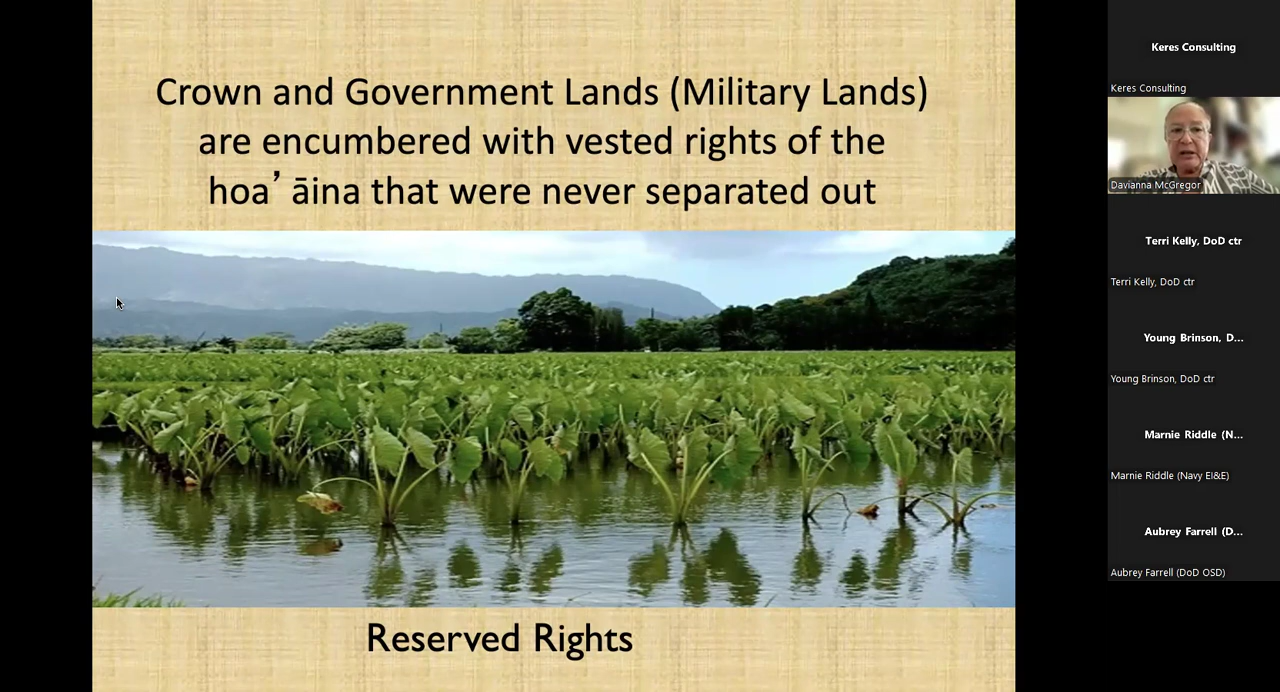 Crown and Government Lands (Military Lands)
are encumbered with vested rights of the
hoaʼ āina that were never separated out
Reserved Rights
Keres Consulting
Keres Consulting
Davianna McGregor
Terri Kelly, DoD ctr
Terri Kelly, DoD ctr
Young Brinson, D...
Young Brinson, DoD ctr
Marnie Riddle (N...
Marnie Riddle (Navy EI&E)
Aubrey Farrell (D...
Aubrey Farrell (DoD OSD)